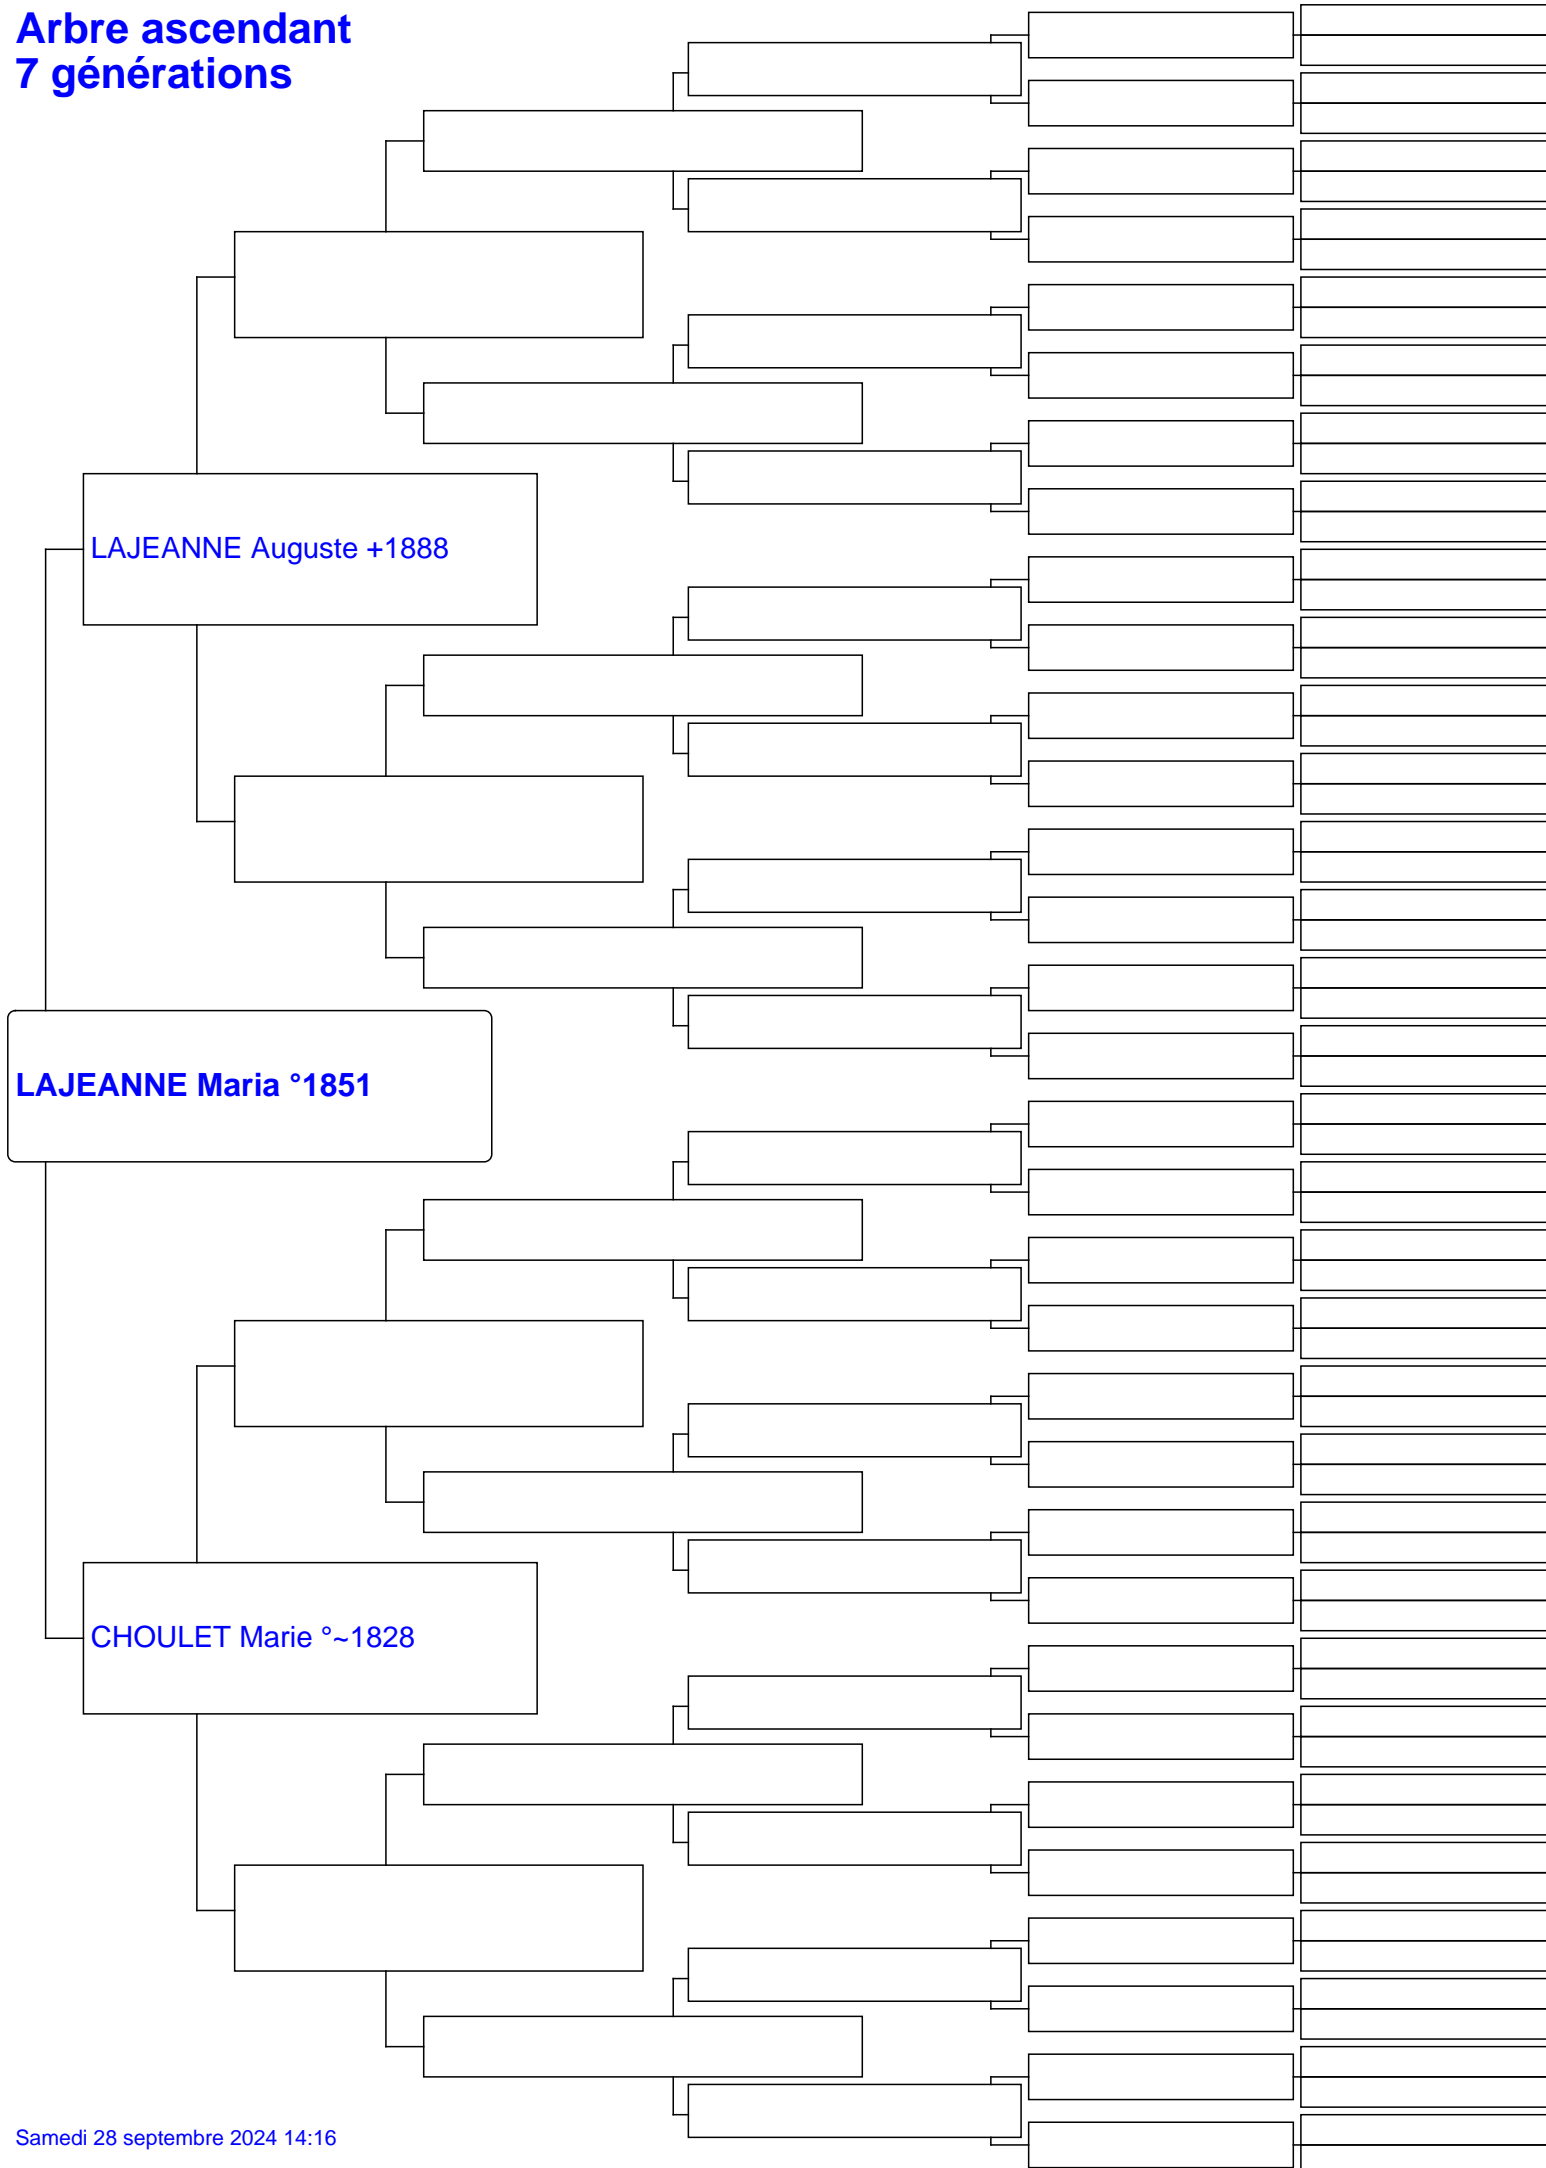 Arbre ascendant
7 générations
LAJEANNE Auguste +1888
LAJEANNE Maria °1851
CHOULET Marie °~1828
Samedi 28 septembre 2024 14:16